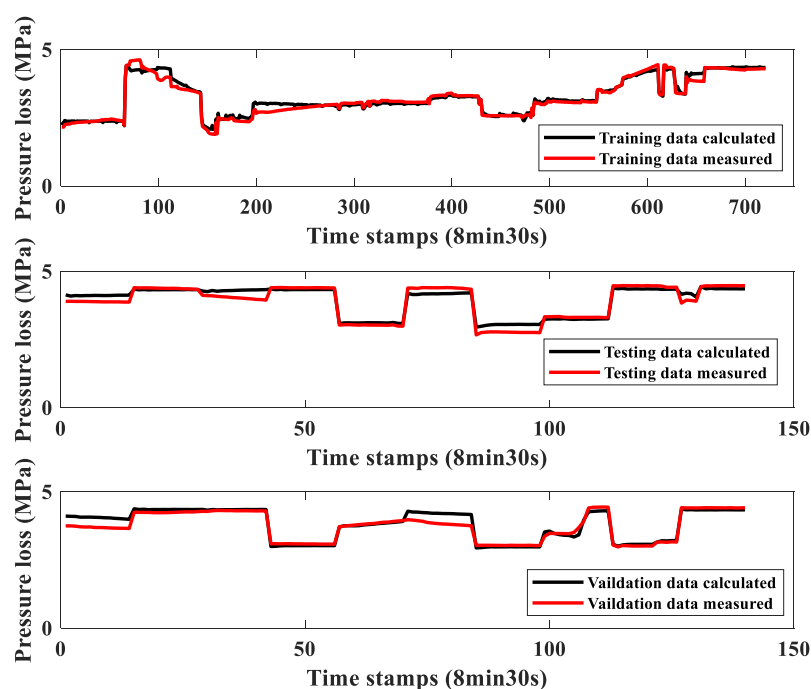 Pressure loss (MPa)
5
0
0
100
200
300
400
500
600
700
Training data calculated
Training data measured
Time stamps (8min30s)
Pressure loss (MPa)
5
0
0
50
100
150
Testing data calculated
Testing data measured
Time stamps (8min30s)
Pressure loss (MPa)
5
0
0
50
100
150
Vaildation data calculated
Vaildation data measured
Time stamps (8min30s)